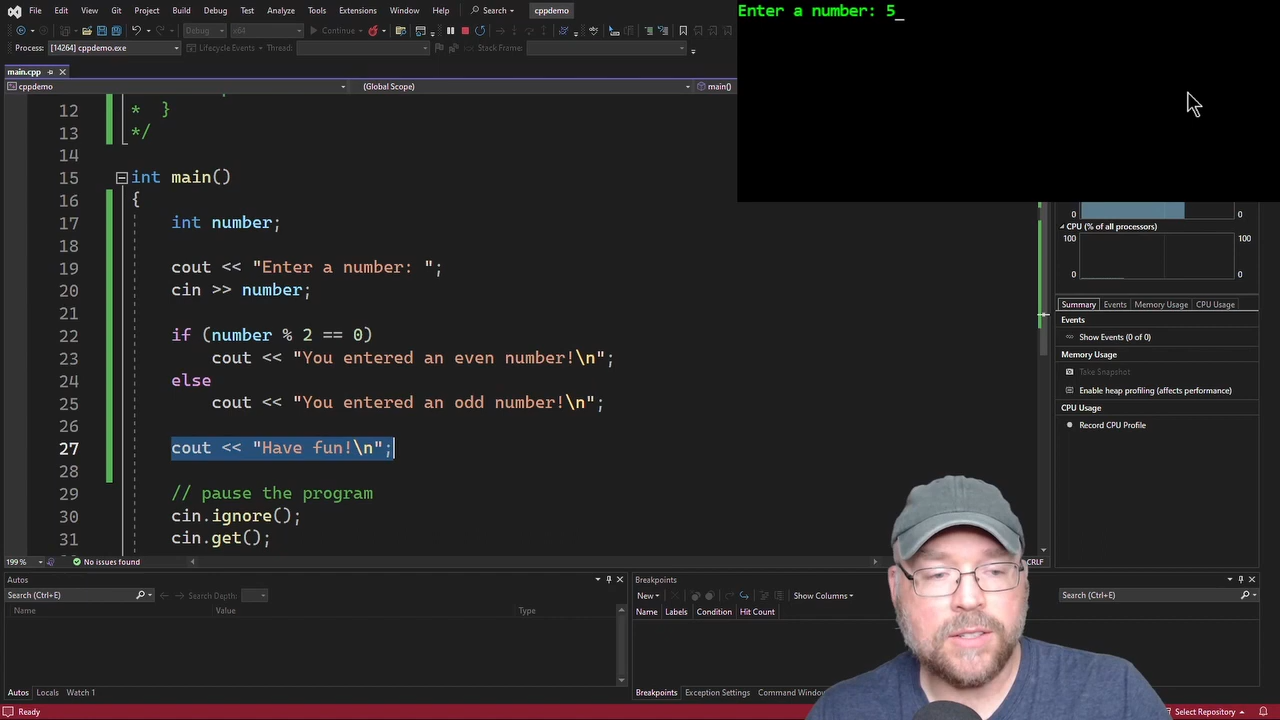 File Edit View Git Project Build Debug Test Analyze Tools Extensions Window Help Search cppdemo
Debug x64 Continue
Process: [14264] cppdemo.exe Lifecycle Events Thread: Stack Frame:
main.cpp
cppdemo (Global Scope) main()
Enter a number: 5_
12 * }
13 */
14
15 int main()
16 {
17 int number;
18
19 cout << "Enter a number: ";
20 cin >> number;
21
22 if (number % 2 == 0)
23 cout << "You entered an even number!\n";
24 else
25 cout << "You entered an odd number!\n";
26
27 cout << "Have fun!\n";
28
29 // pause the program
30 cin.ignore();
31 cin.get();
199 % No issues found CRLF
0 0
CPU (% of all processors)
100 100
0 0
Summary Events Memory Usage CPU Usage
Events
Show Events (0 of 0)
Memory Usage
Take Snapshot
Enable heap profiling (affects performance)
CPU Usage
Record CPU Profile
Autos
Search (Ctrl+E) Search Depth:
Name Value Type
Autos Locals Watch 1
Breakpoints
New Show Columns Search (Ctrl+E)
Name Labels Condition Hit Count
Breakpoints Exception Settings Command Window
Ready Select Repository